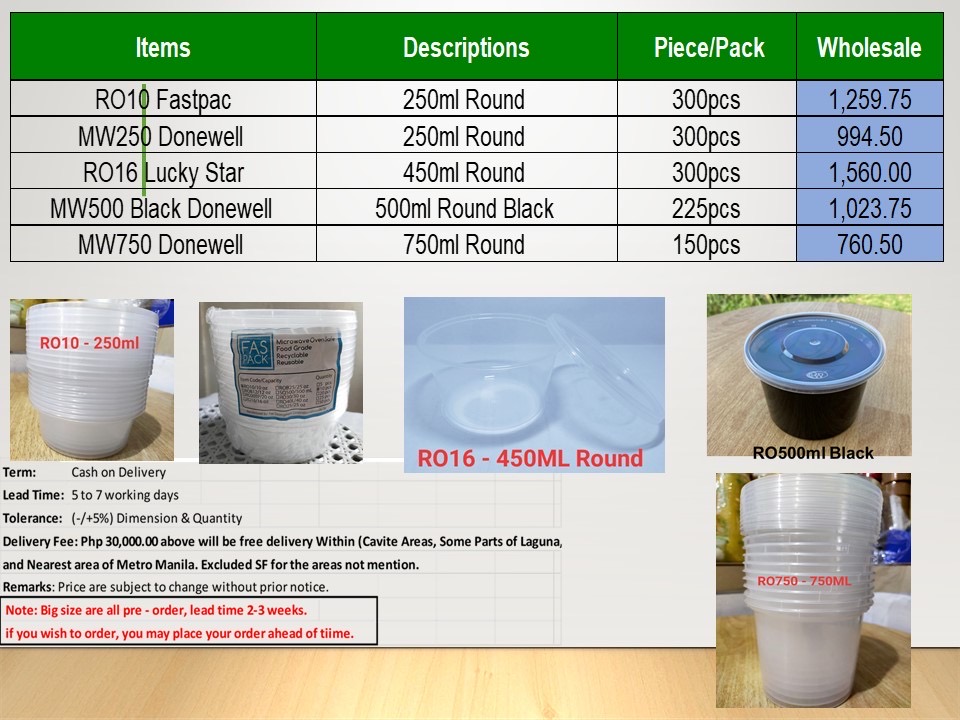 Items Descriptions Piece/Pack Wholesale
RO10 Fastpac 250ml Round 300pcs 1,259.75
MW250 Donewell 250ml Round 300pcs 994.50
RO16 Lucky Star 450ml Round 300pcs 1,560.00
MW500 Black Donewell 500ml Round Black 225pcs 1,023.75
MW750 Donewell 750ml Round 150pcs 760.50
RO10 - 250ml
FAS
PACK
Microwave Oven Safe
Food Grade
Recyclable
Reusable
RO16 - 450ML Round
RO500ml Black
RO750 - 750ML
Term: Cash on Delivery
Lead Time: 5 to 7 working days
Tolerance: (-/+5%) Dimension & Quantity
Delivery Fee: Php 30,000.00 above will be free delivery Within (Cavite Areas, Some Parts of Laguna,
and Nearest area of Metro Manila. Excluded SF for the areas not mention.
Remarks: Price are subject to change without prior notice.
Note: Big size are all pre - order, lead time 2-3 weeks.
if you wish to order, you may place your order ahead of tiime.